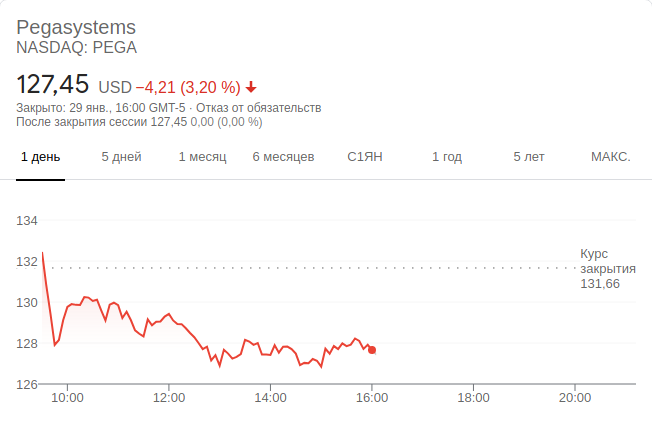 Pegasystems
NASDAQ: PEGA
127,45 USD −4,21 (3,20 %)
Закрыто: 29 янв., 16:00 GMT-5 · Отказ от обязательств
После закрытия сессии 127,45 0,00 (0,00 %)
1 день 5 дней 1 месяц 6 месяцев С1ЯН 1 год 5 лет МАКС.
134
132
130
128
126
Курс
закрытия
131,66
10:00 12:00 14:00 16:00 18:00 20:00